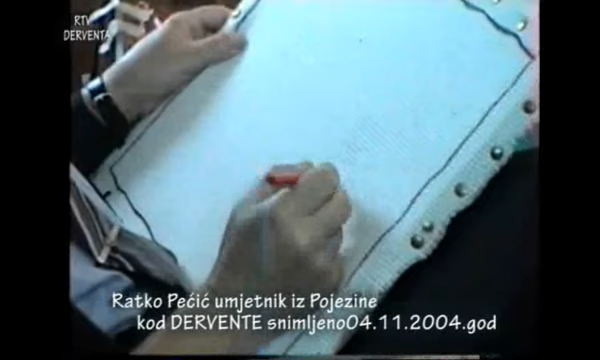 RTV
DERVENTA
Ratko Pećić umjetnik iz Pojezine
kod DERVENTE snimljeno04.11.2004.god